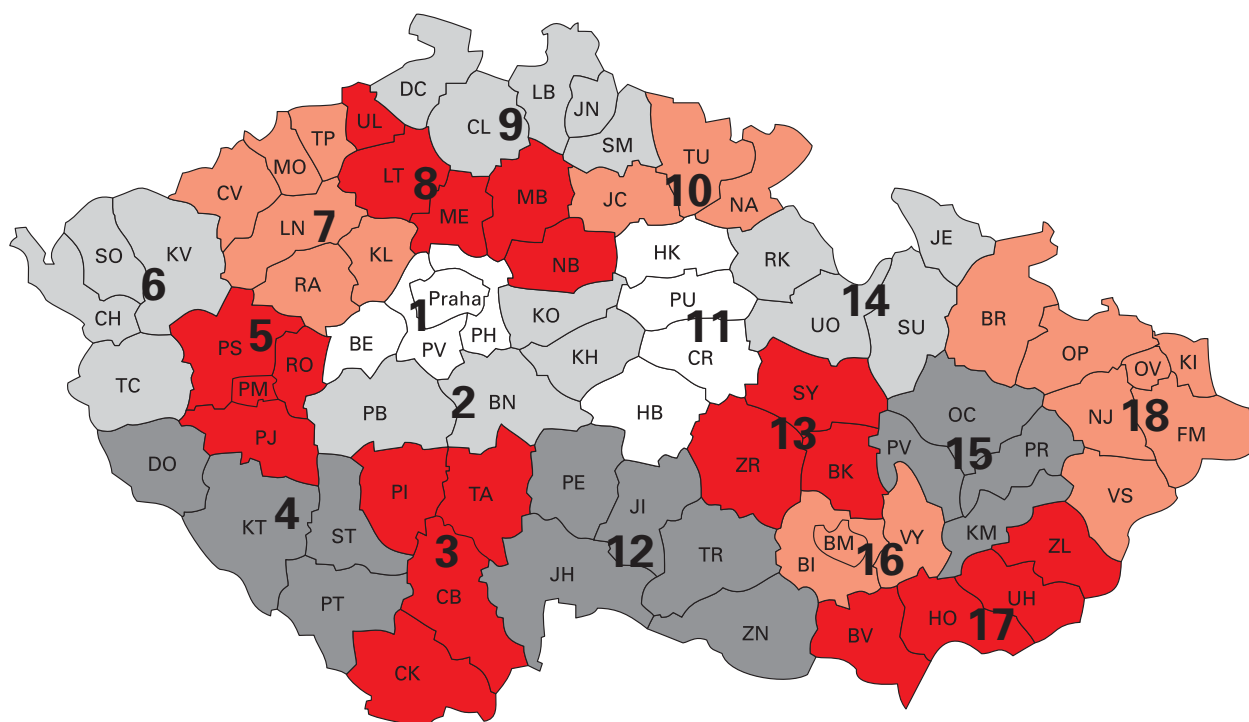 DC
LB
JN
UL
CL
9
TP
SM
MO
TU
CV
LT
8
MB
10
JC
NA
ME
LN
7
SO
KV
KL
HK
JE
NB
RK
6
RA
Praha
PU
14
CH
1
KO
UO
SU
BR
5
PS
BE
PV
PH
11
RO
KH
CR
OP
KI
OV
TC
PM
2
BN
SY
PB
HB
OC
NJ
18
PJ
13
FM
DO
ZR
BK
PV
15
PR
PI
TA
PE
VS
4
JI
KT
ST
VY
KM
3
12
TR
BM
16
ZL
BI
JH
PT
CB
UH
HO
17
ZN
BV
CK